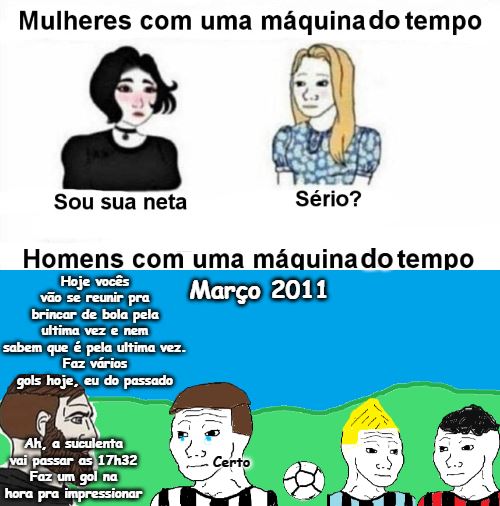 Mulheres com uma máquina do tempo
Sou sua neta
Sério?
Homens com uma máquina do tempo
Março 2011
Hoje vocês
vão se reunir pra
brincar de bola pela
ultima vez e nem
sabem que é pela ultima vez.
Faz vários
gols hoje, eu do passado
Ah, a suculenta
vai passar as 17h32
Faz um gol na
hora pra impressionar
Certo